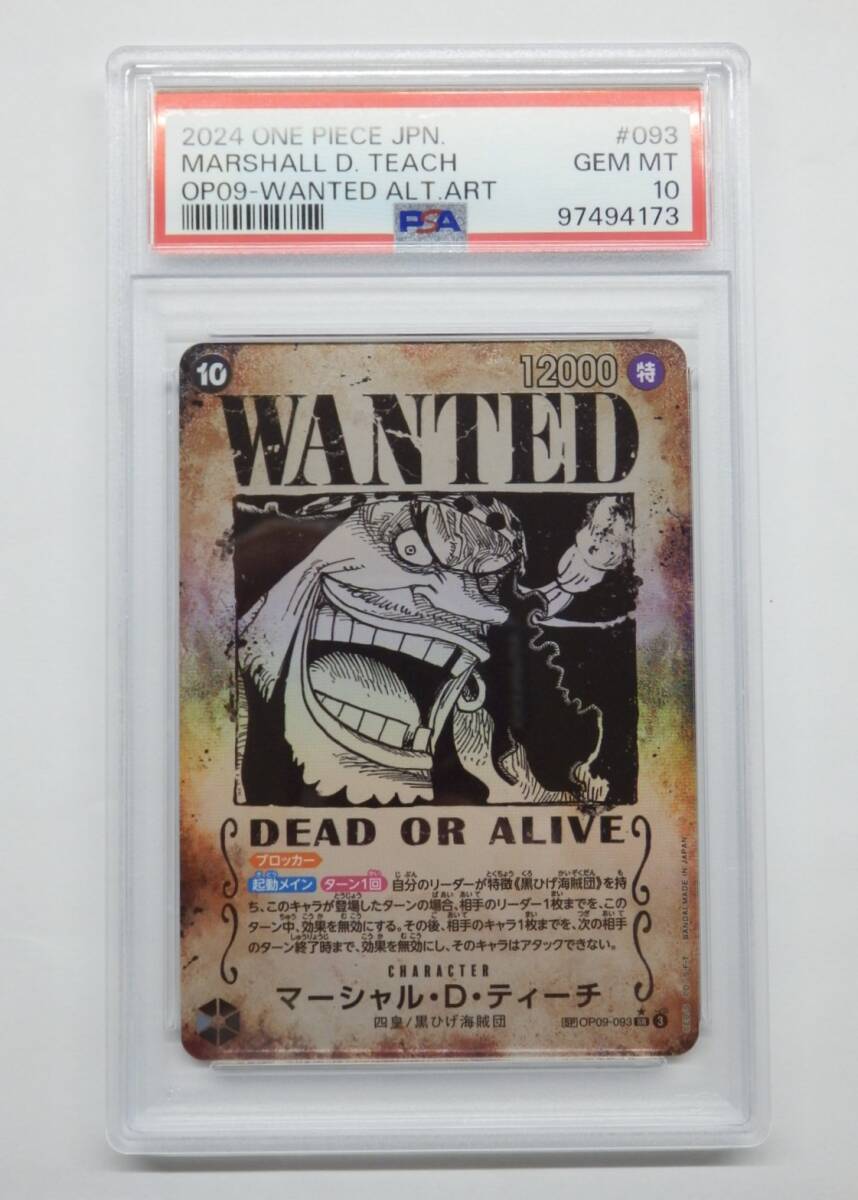 2024 ONE PIECE JPN. #093
MARSHALL D. TEACH GEM MT
OP09-WANTED ALT.ART 10
PSA 97494173
10 12000 特
WANTED
DEAD OR ALIVE
ブロッカー
起動メイン ターン1回 自分のリーダーが特徴《黒ひげ海賊団》を持
ち、このキャラが登場したターンの場合、相手のリーダー1枚までを、この
ターン中、効果を無効にする。その後、相手のキャラ1枚までを、次の相手
のターン終了時まで、効果を無効にし、そのキャラはアタックできない。
CHARACTER
マーシャル・D・ティーチ
四皇/黒ひげ海賊団
SP OP09-093 SR 3
BANDAI MADE IN JAPAN